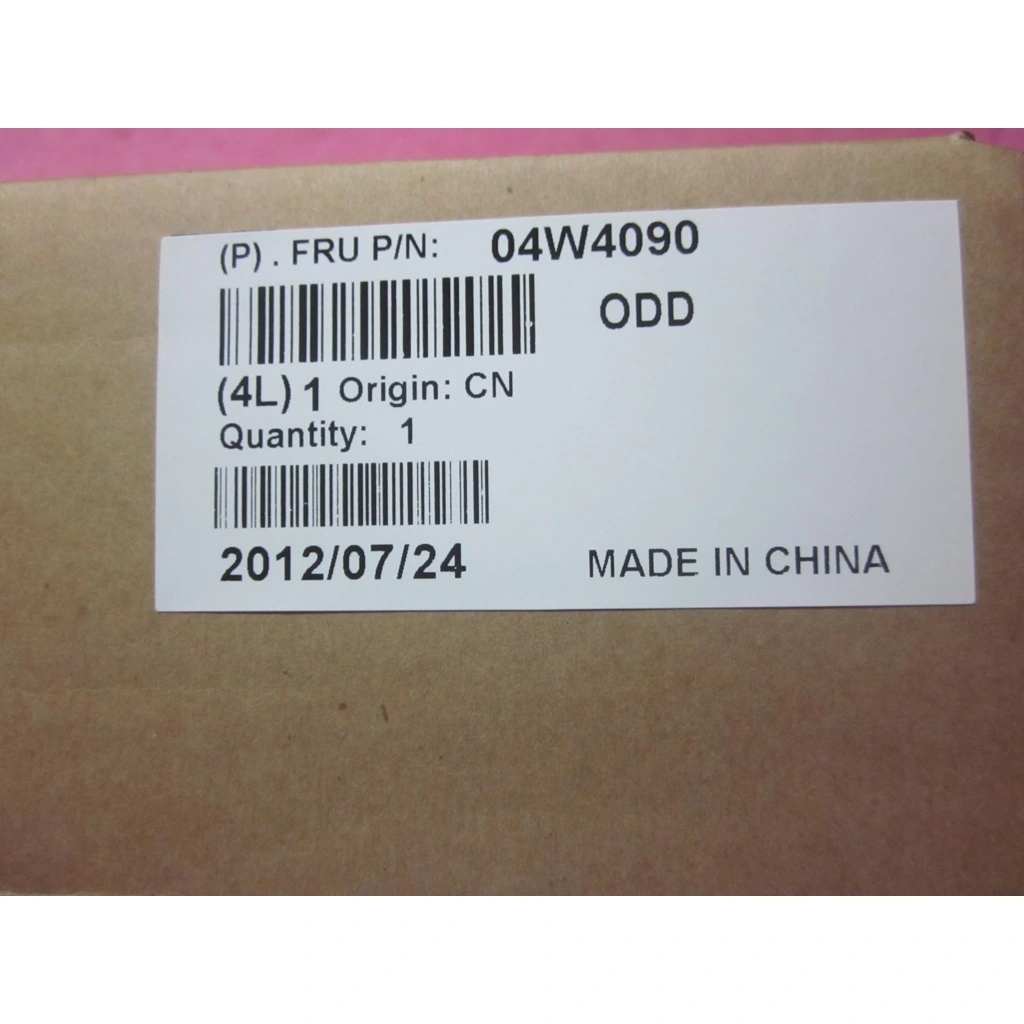 (P) . FRU P/N: 04W4090
ODD
(4L) 1 Origin: CN
Quantity: 1
2012/07/24 MADE IN CHINA